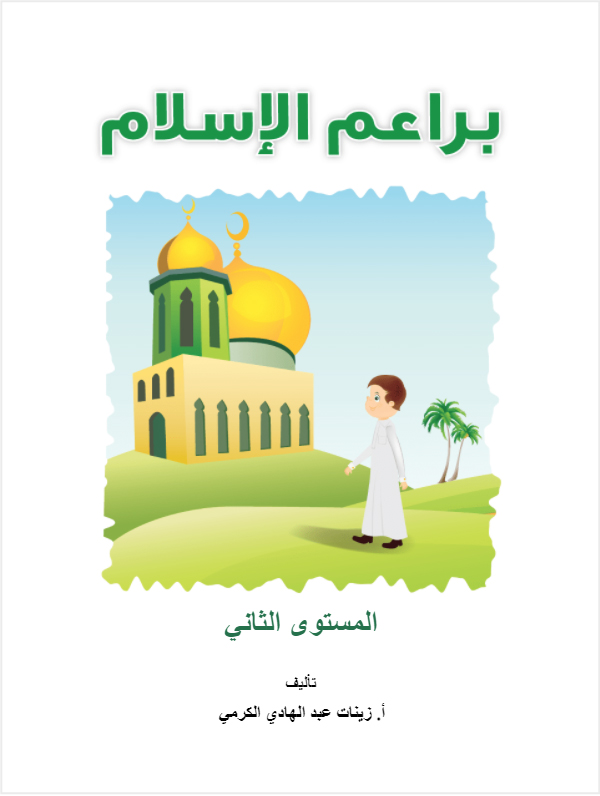 براعم الإسلام
المستوى الثاني
تأليف
أ. زينات عبد الهادي الكرمي